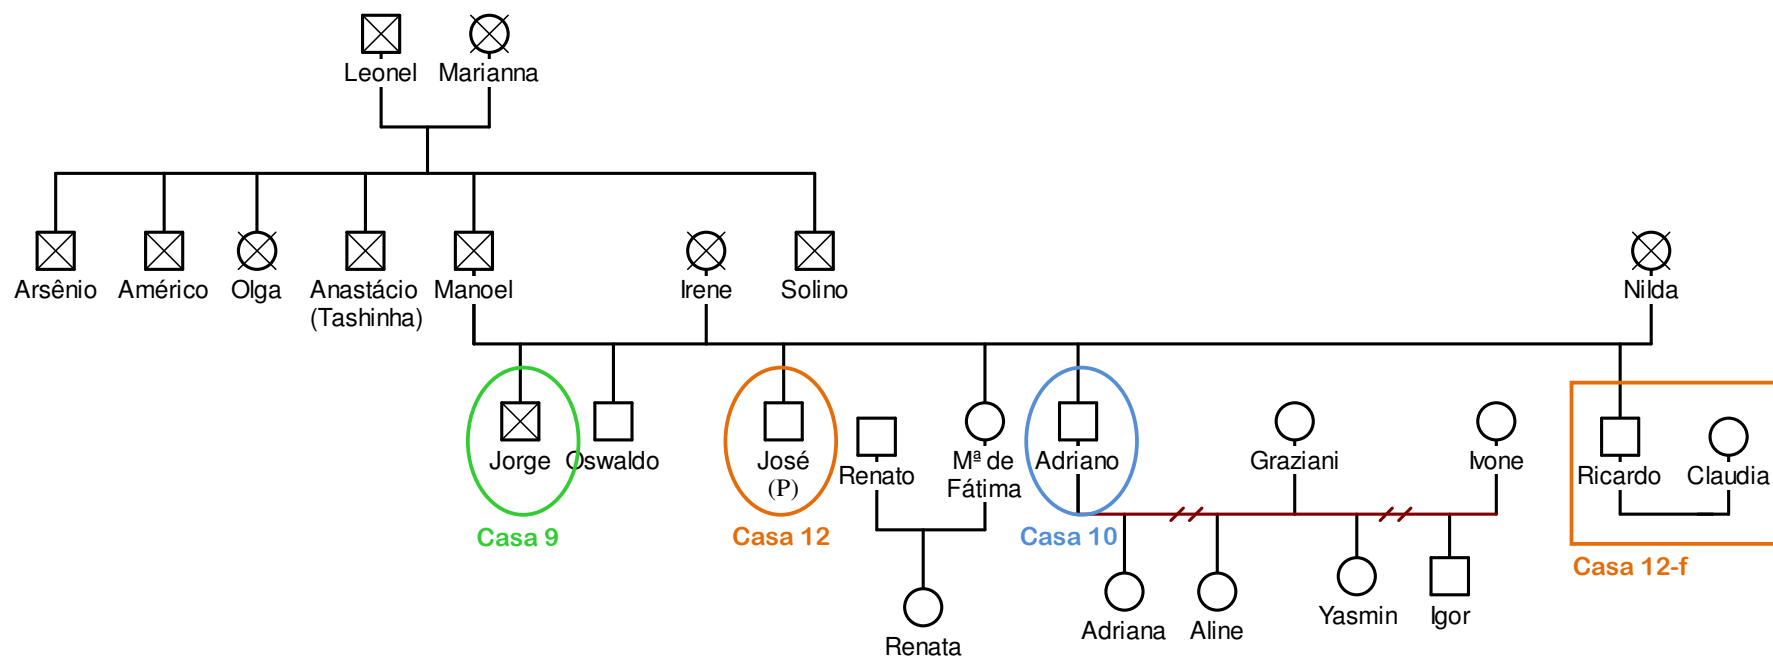 Leonel Marianna
Arsênio Américo Olga Anastácio Manoel Irene Solino Nilda
(Tashinha)
Jorge Oswaldo José Renato Mª de Adriano Graziani Ivone Ricardo Claudia
(P) Fátima
Casa 9 Casa 12 Casa 10
Casa 12-f
Adriana Aline Yasmin Igor
Renata